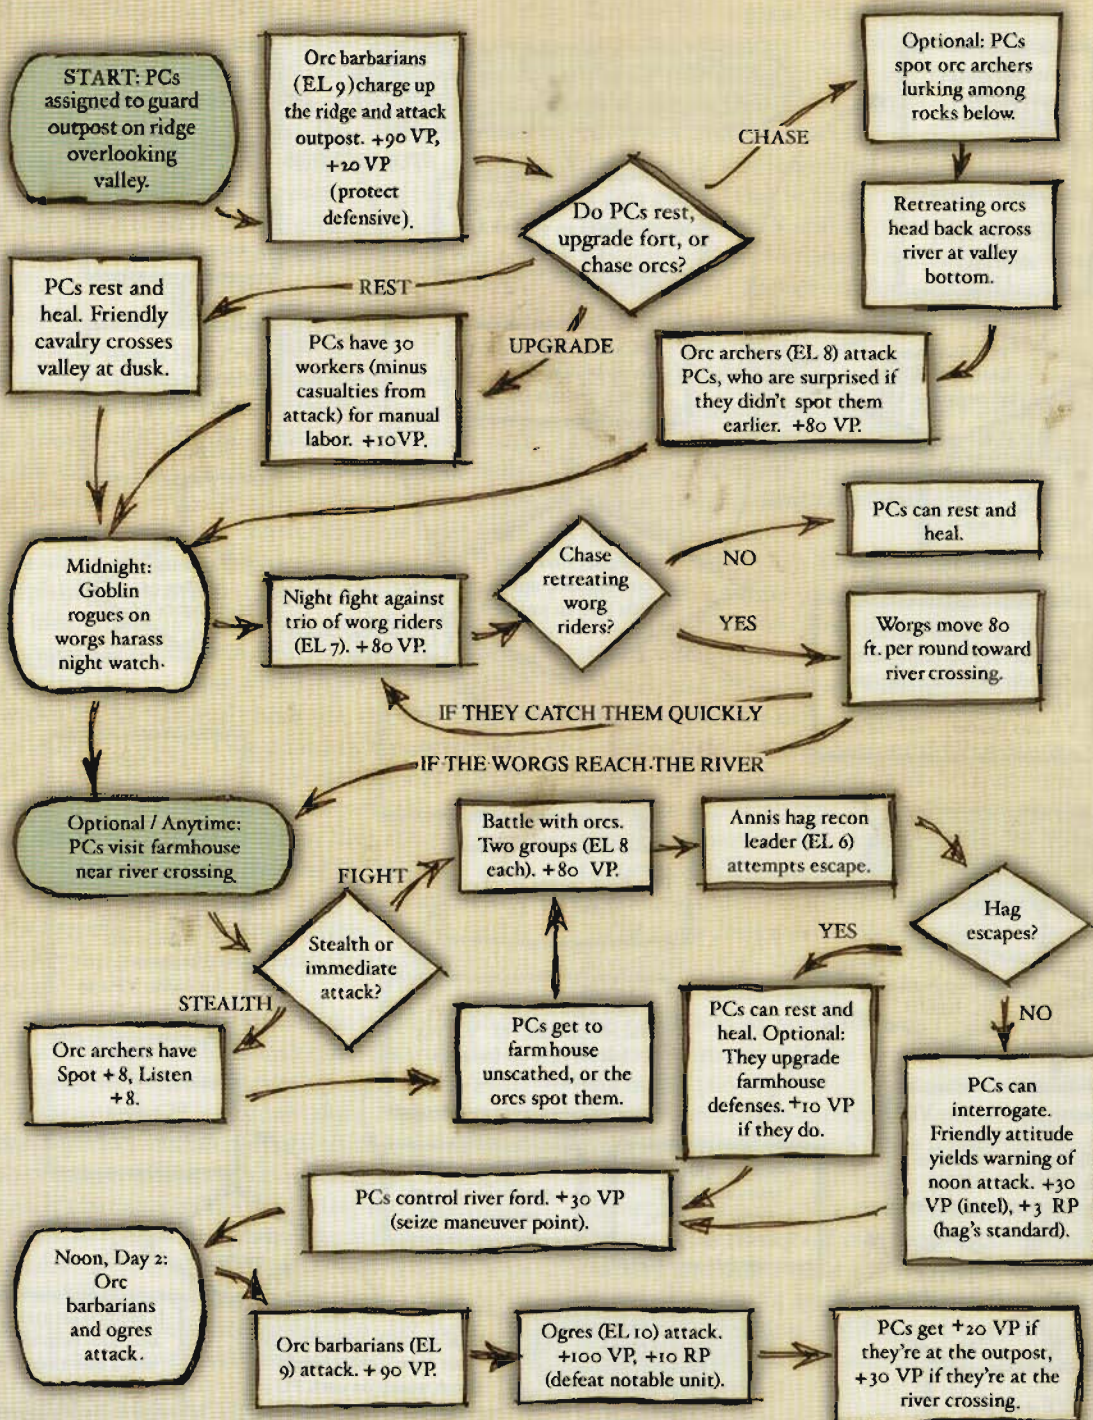 START: PCs
assigned to guard
outpost on ridge
overlooking
valley.
Orc barbarians
(EL 9)charge up
the ridge and attack
outpost. +90 VP,
+20 VP
(protect
defensive).
Do PCs rest,
upgrade fort, or
chase orcs?
CHASE
Optional: PCs
spot orc archers
lurking among
rocks below.
Retreating orcs
head back across
river at valley
bottom.
Orc archers (EL 8) attack
PCs, who are surprised if
they didn't spot them
earlier. +80 VP.
REST
PCs rest and
heal. Friendly
cavalry crosses
valley at dusk.
UPGRADE
PCs have 30
workers (minus
casualties from
attack) for manual
labor. +10VP.
Midnight:
Goblin
rogues on
worgs harass
night watch.
Night fight against
trio of worg riders
(EL 7). +80 VP.
Chase
retreating
worg
riders?
NO
PCs can rest and
heal.
YES
Worgs move 80
ft. per round toward
river crossing.
IF THEY CATCH THEM QUICKLY
IF THE WORGS REACH THE RIVER
Optional / Anytime:
PCs visit farmhouse
near river crossing
Stealth or
immediate
attack?
FIGHT
Battle with orcs.
Two groups (EL 8
each). +80 VP.
Annis hag recon
leader (EL 6)
attempts escape.
Hag
escapes?
STEALTH
Orc archers have
Spot +8, Listen
+8.
PCs get to
farmhouse
unscathed, or the
orcs spot them.
YES
PCs can rest and
heal. Optional:
They upgrade
farmhouse
defenses. +10 VP
if they do.
NO
PCs can
interrogate.
Friendly attitude
yields warning of
noon attack. +30
VP (intel), +3 RP
(hag's standard).
PCs control river ford. +30 VP
(seize maneuver point).
Noon, Day 2:
Orc
barbarians
and ogres
attack.
Orc barbarians (EL
9) attack. + 90 VP.
Ogres (EL 10) attack.
+100 VP, +10 RP
(defeat notable unit).
PCs get +20 VP if
they're at the outpost,
+30 VP if they're at the
river crossing.